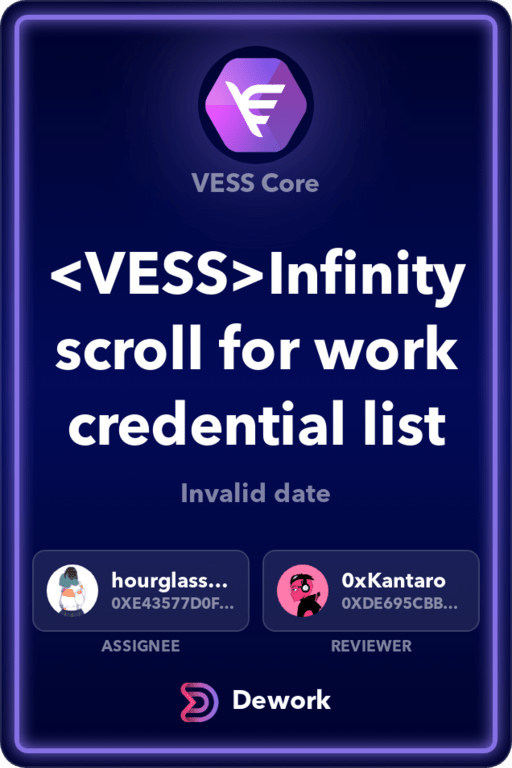 VESS Core
<VESS>Infinity
scroll for work
credential list
Invalid date
hourglass...
0XE43577D0F...
0xKantaro
0XDE695CBB...
ASSIGNEE
REVIEWER
Dework